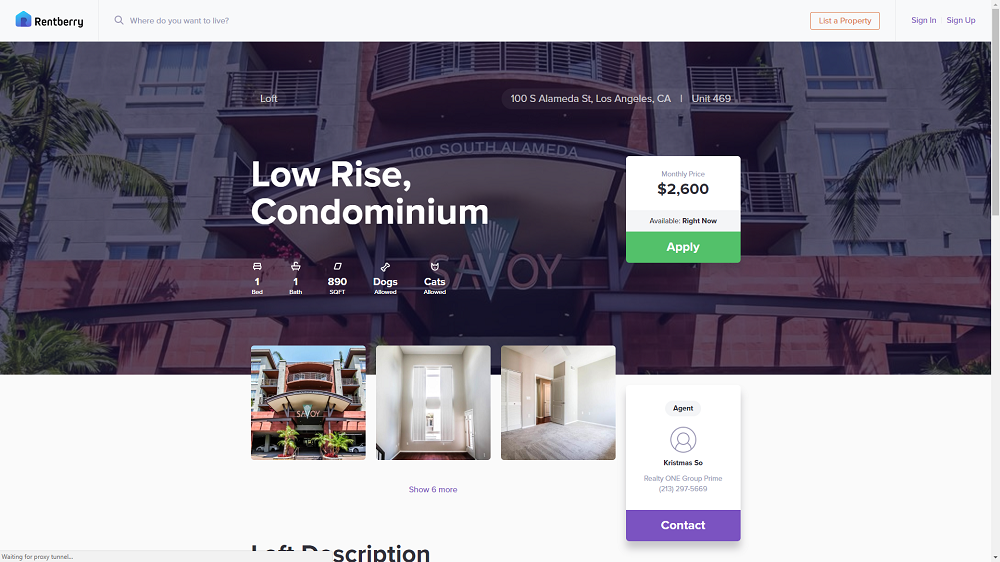 Rentberry
Where do you want to live?
List a Property
Sign In
Sign Up
Loft
100 S Alameda St, Los Angeles, CA | Unit 469
100 SOUTH ALAMEDA
Low Rise,
Condominium
Monthly Price
$2,600
Available: Right Now
Apply
SAVOY
1
Bed
1
Bath
890
SQFT
Dogs
Allowed
Cats
Allowed
SAVOY
Show 6 more
Agent
Kristmas So
Realty ONE Group Prime
(213) 297-5669
Contact
Loft Description
Waiting for proxy tunnel...